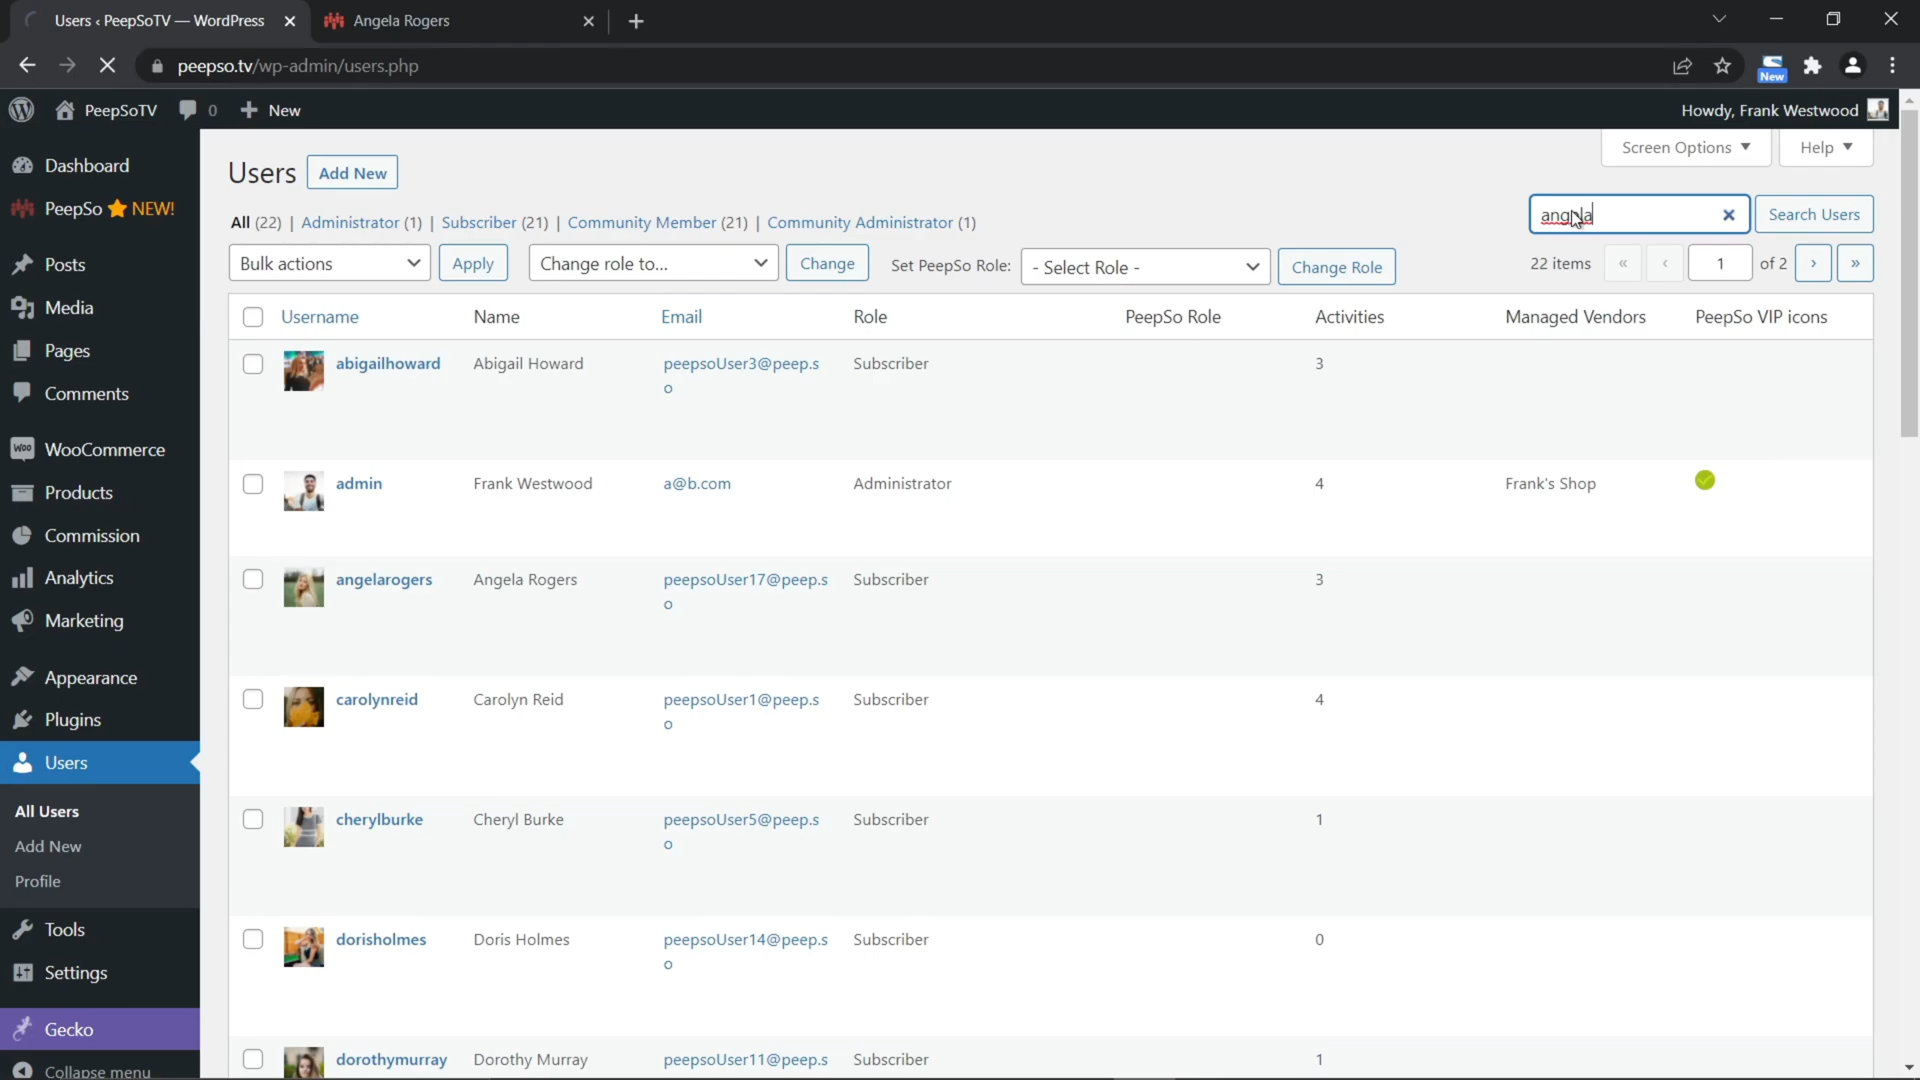 Users ‹ PeepSoTV — WordPress
Angela Rogers
peepso.tv/wp-admin/users.php
New
PeepSoTV
0
New
Howdy, Frank Westwood
Dashboard
PeepSo NEW!
Posts
Media
Pages
Comments
WooCommerce
Products
Commission
Analytics
Marketing
Appearance
Plugins
Users
All Users
Add New
Profile
Tools
Settings
Gecko
Collapse menu
Users Add New
Screen Options
Help
All (22) | Administrator (1) | Subscriber (21) | Community Member (21) | Community Administrator (1)
angela
Search Users
Bulk actions Apply Change role to... Change Set PeepSo Role: - Select Role - Change Role 22 items « ‹ 1 of 2 › »
Username Name Email Role PeepSo Role Activities Managed Vendors PeepSo VIP icons
abigailhoward Abigail Howard peepsoUser3@peep.s Subscriber 3
o
admin Frank Westwood a@b.com Administrator 4 Frank's Shop
angelarogers Angela Rogers peepsoUser17@peep.s Subscriber 3
o
carolynreid Carolyn Reid peepsoUser1@peep.s Subscriber 4
o
cherylburke Cheryl Burke peepsoUser5@peep.s Subscriber 1
o
dorisholmes Doris Holmes peepsoUser14@peep.s Subscriber 0
o
dorothymurray Dorothy Murray peepsoUser11@peep.s Subscriber 1